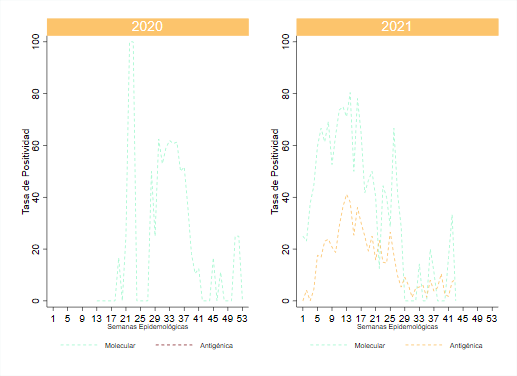 2020
100
80
60
40
20
0
Tasa de Positividad
1 5 9 13 17 21 25 29 33 37 41 45 49 53
Semanas Epidemológicas
Molecular Antigénica
2021
100
80
60
40
20
0
Tasa de Positividad
1 5 9 13 17 21 25 29 33 37 41 45 49 53
Semanas Epidemológicas
Molecular Antigénica